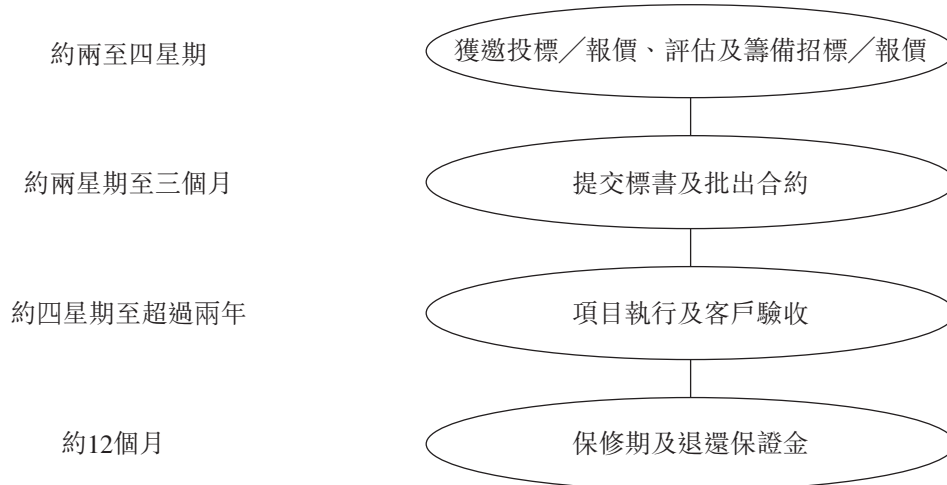 約兩至四星期
獲邀投標╱報價、評估及籌備招標╱報價
約兩星期至三個月
提交標書及批出合約
約四星期至超過兩年
項目執行及客戶驗收
約12個月
保修期及退還保證金